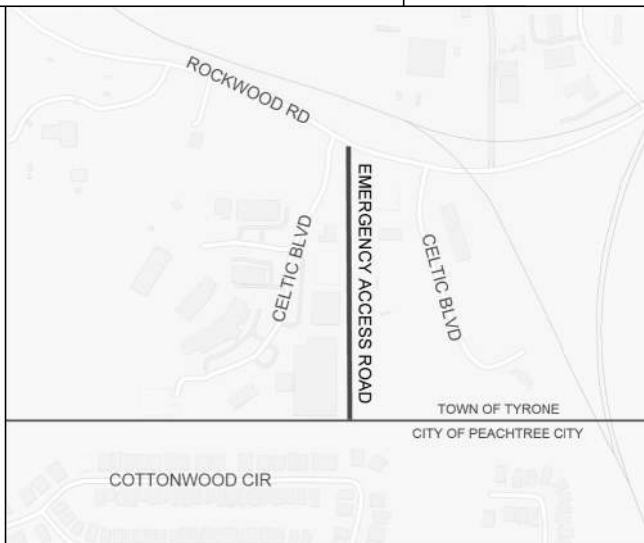 ROCKWOOD RD
EMERGENCY ACCESS ROAD
CELTIC BLVD
CELTIC BLVD
TOWN OF TYRONE
CITY OF PEACHTREE CITY
COTTONWOOD CIR